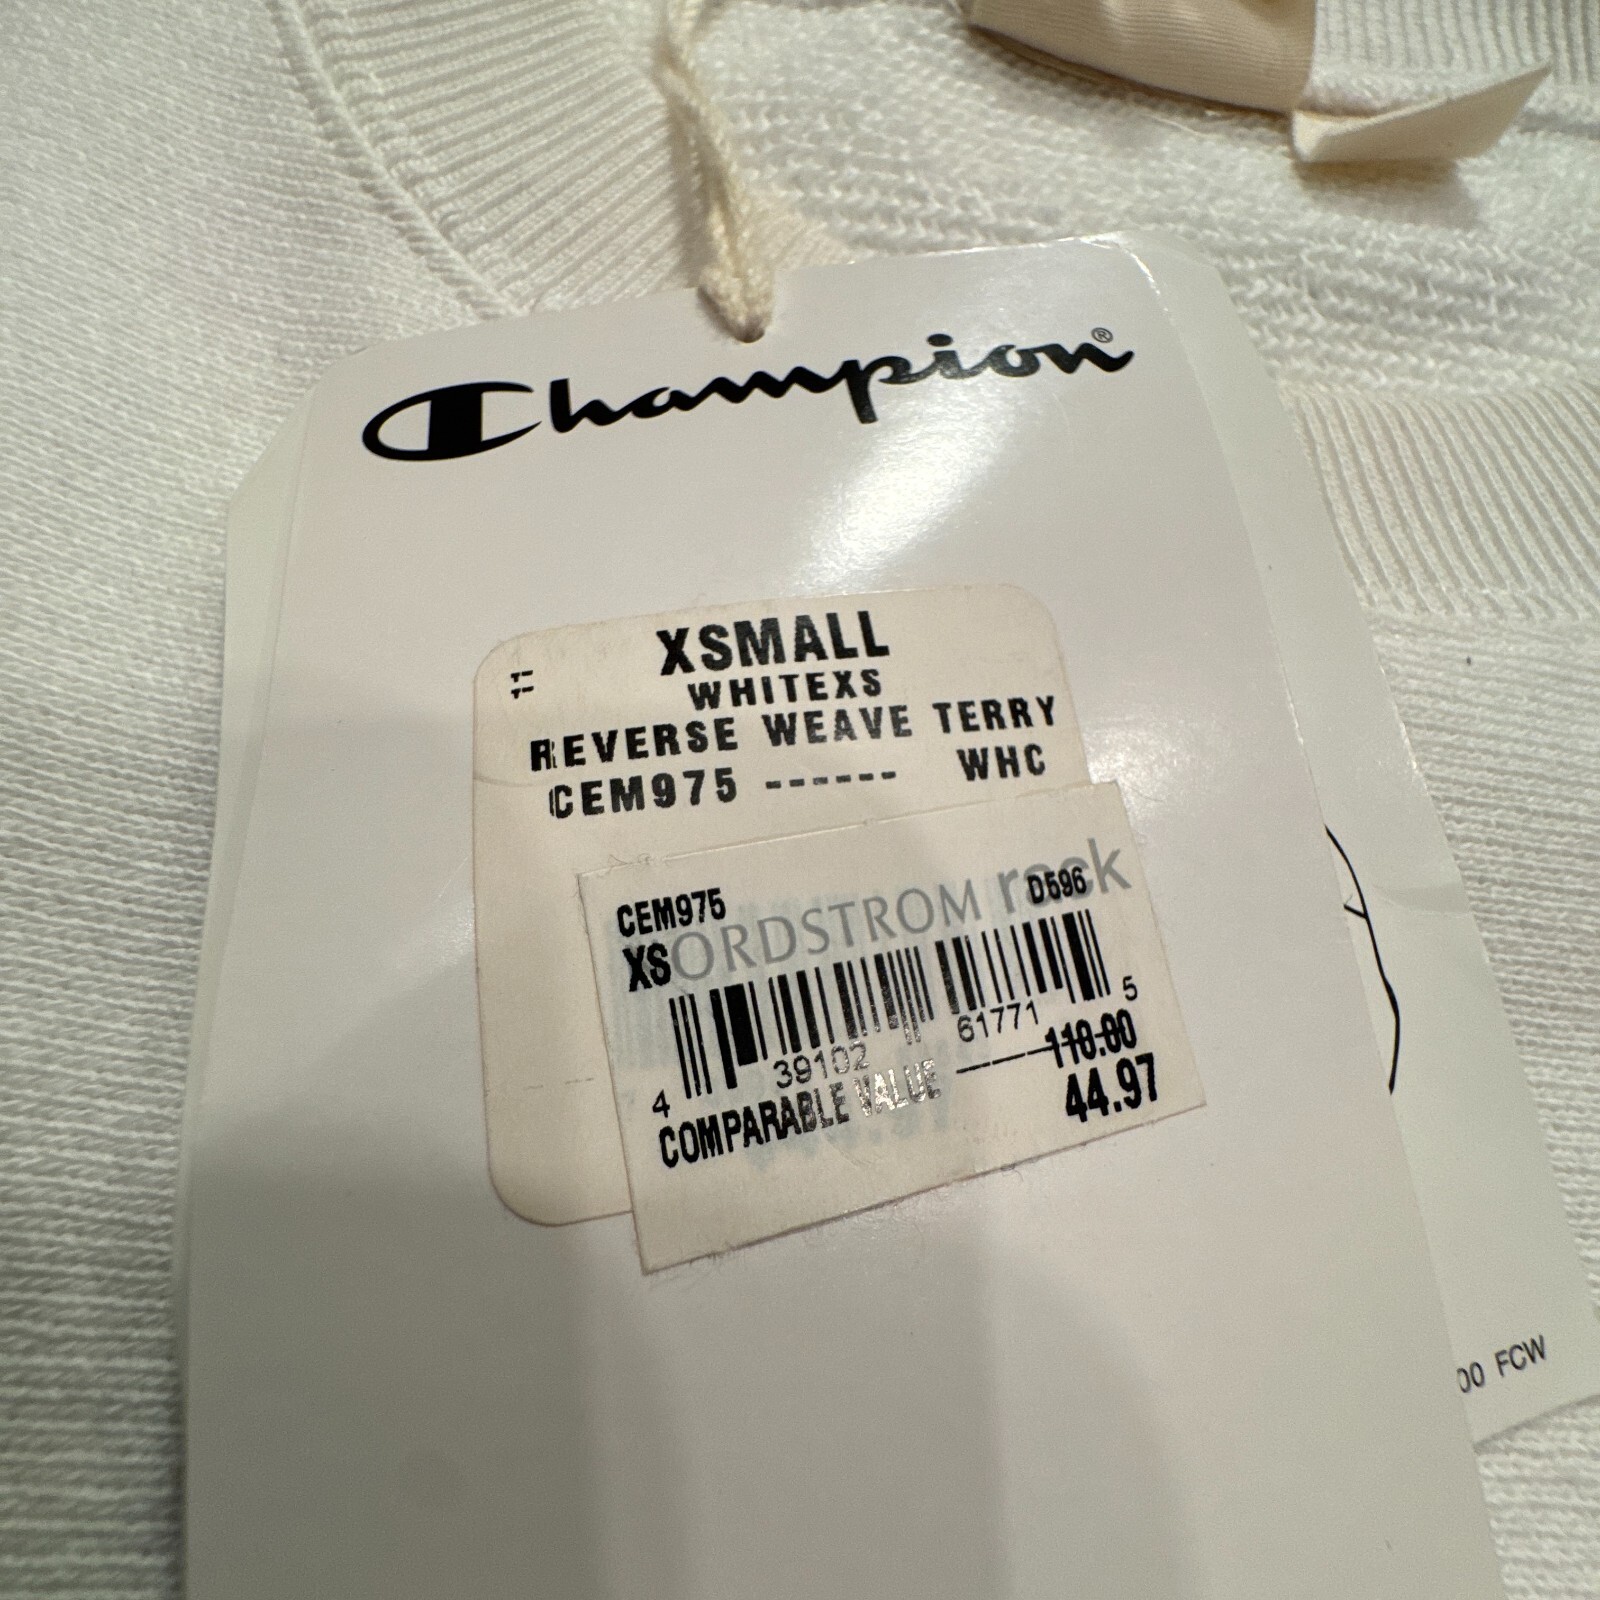 Champion®
XSMALL
WHITEXS
REVERSE WEAVE TERRY
CEM975 ------ WHC
NORDSTROM rack
CEM975 D596
XS
4 39102 61771 5
COMPARABLE VALUE 110.00
44.97
00 FCW